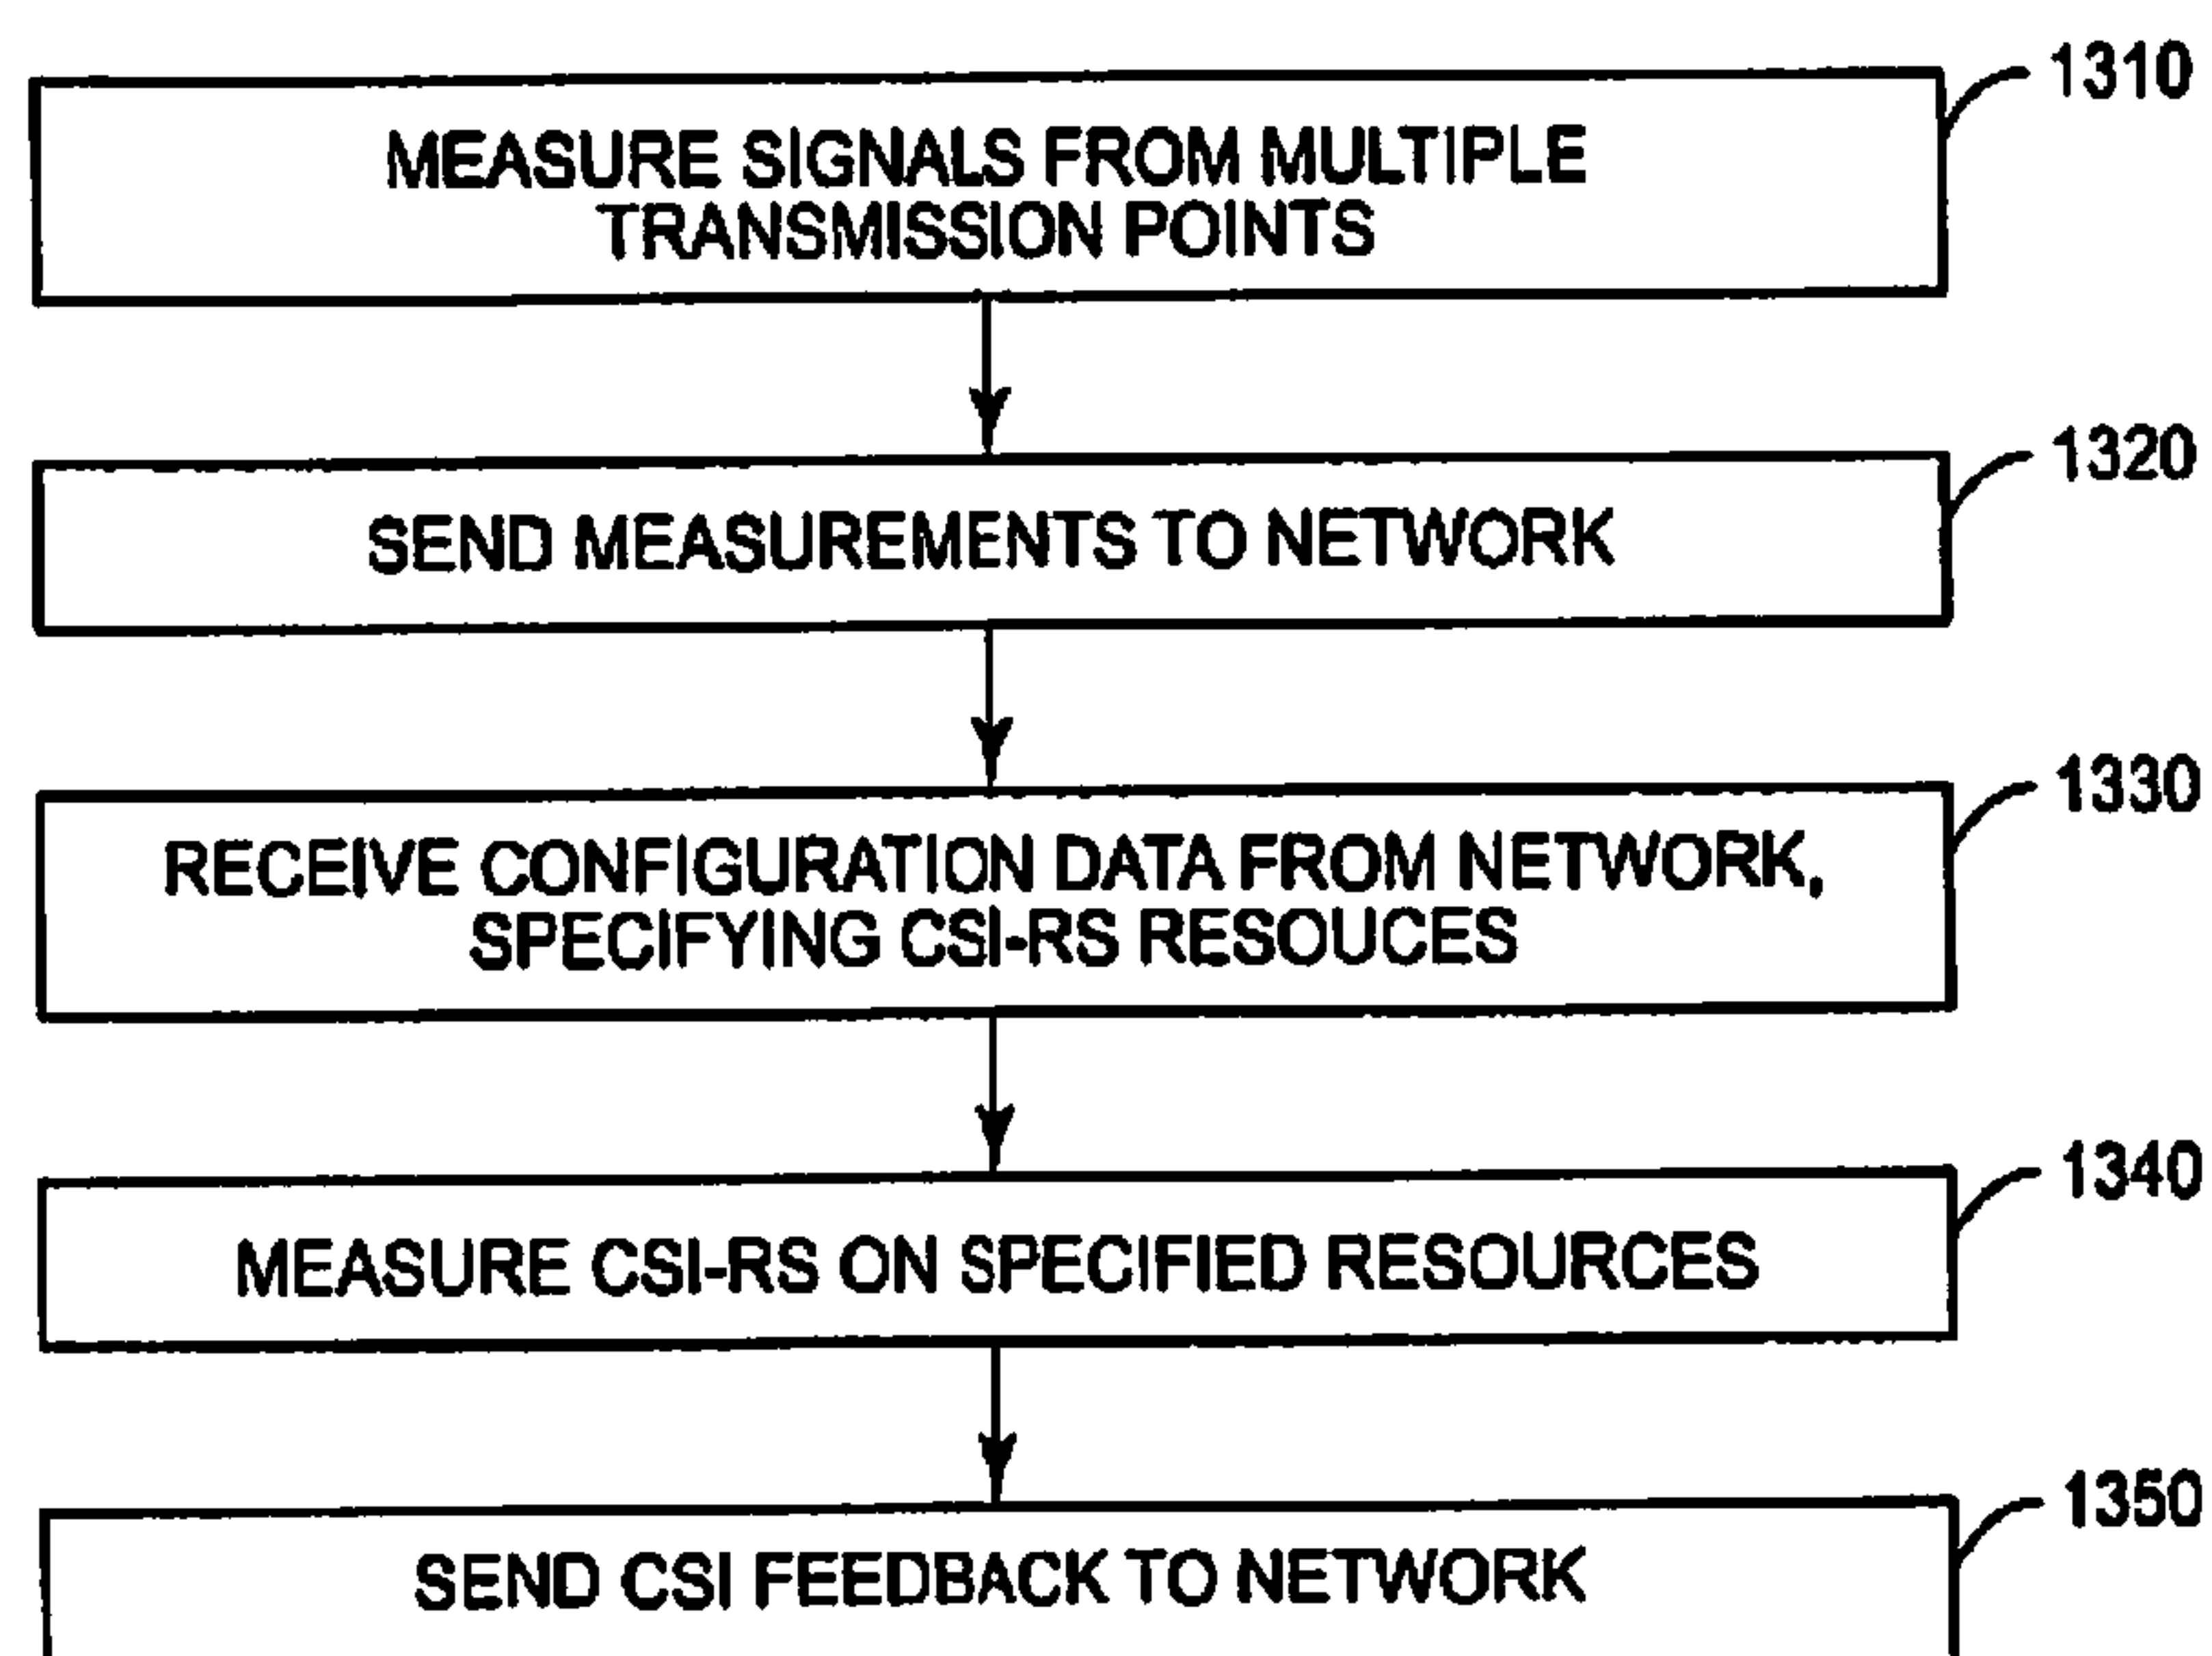 1310
MEASURE SIGNALS FROM MULTIPLE
TRANSMISSION POINTS
1320
SEND MEASUREMENTS TO NETWORK
1330
RECEIVE CONFIGURATION DATA FROM NETWORK,
SPECIFYING CSI-RS RESOUCES
1340
MEASURE CSI-RS ON SPECIFIED RESOURCES
1350
SEND CSI FEEDBACK TO NETWORK